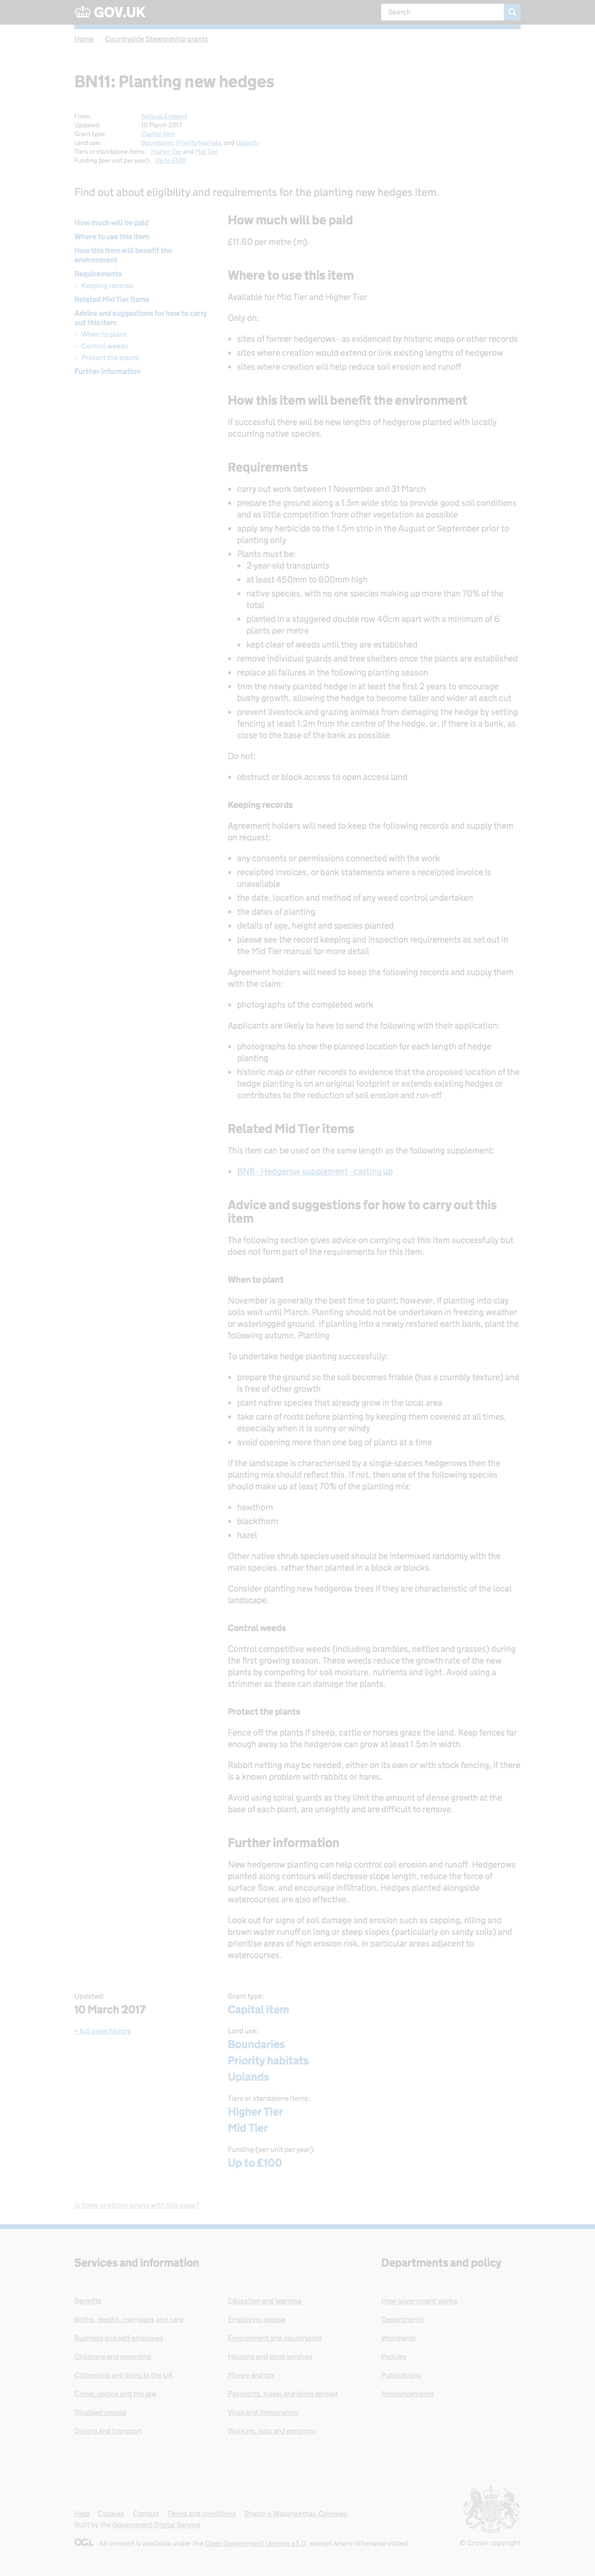 GOV.UK
Search
Home
Countryside Stewardship grants
BN11: Planting new hedges
From: Natural England
Updated: 10 March 2017
Grant type: Capital item
Land use: Boundaries, Priority habitats, and Uplands
Tiers or standalone items: Higher Tier and Mid Tier
Funding (per unit per year): Up to £100
Find out about eligibility and requirements for the planting new hedges item.
How much will be paid
Where to use this item
How this item will benefit the
environment
Requirements
- Keeping records
Related Mid Tier items
Advice and suggestions for how to carry
out this item
- When to plant
- Control weeds
- Protect the plants
Further information
How much will be paid
£11.60 per metre (m).
Where to use this item
Available for Mid Tier and Higher Tier
Only on:
• sites of former hedgerows - as evidenced by historic maps or other records
• sites where creation would extend or link existing lengths of hedgerow
• sites where creation will help reduce soil erosion and runoff
How this item will benefit the environment
If successful there will be new lengths of hedgerow planted with locally
occurring native species.
Requirements
• carry out work between 1 November and 31 March
• prepare the ground along a 1.5m wide strip to provide good soil conditions
and as little competition from other vegetation as possible
• apply any herbicide to the 1.5m strip in the August or September prior to
planting only
• Plants must be:
• 2-year-old transplants
• at least 450mm to 600mm high
• native species, with no one species making up more than 70% of the
total
• planted in a staggered double row 40cm apart with a minimum of 6
plants per metre
• kept clear of weeds until they are established
• remove individual guards and tree shelters once the plants are established
• replace all failures in the following planting season
• trim the newly planted hedge in at least the first 2 years to encourage
bushy growth, allowing the hedge to become taller and wider at each cut
• prevent livestock and grazing animals from damaging the hedge by setting
fencing at least 1.2m from the centre of the hedge, or, if there is a bank, as
close to the base of the bank as possible
Do not:
• obstruct or block access to open access land
Keeping records
Agreement holders will need to keep the following records and supply them
on request:
• any consents or permissions connected with the work
• receipted invoices, or bank statements where a receipted invoice is
unavailable
• the date, location and method of any weed control undertaken
• the dates of planting
• details of age, height and species planted
• please see the record keeping and inspection requirements as set out in
the Mid Tier manual for more detail
Agreement holders will need to keep the following records and supply them
with the claim:
• photographs of the completed work
Applicants are likely to have to send the following with their application:
• photographs to show the planned location for each length of hedge
planting
• historic map or other records to evidence that the proposed location of the
hedge planting is on an original footprint or extends existing hedges or
contributes to the reduction of soil erosion and run-off
Related Mid Tier items
This item can be used on the same length as the following supplement:
• BN8 - Hedgerow supplement - casting up
Advice and suggestions for how to carry out this
item
The following section gives advice on carrying out this item successfully but
does not form part of the requirements for this item.
When to plant
November is generally the best time to plant; however, if planting into clay
soils wait until March. Planting should not be undertaken in freezing weather
or waterlogged ground. If planting into a newly restored earth bank, plant the
following autumn. Planting
To undertake hedge planting successfully:
• prepare the ground so the soil becomes friable (has a crumbly texture) and
is free of other growth
• plant native species that already grow in the local area
• take care of roots before planting by keeping them covered at all times,
especially when it is sunny or windy
• avoid opening more than one bag of plants at a time
If the landscape is characterised by a single-species hedgerows then the
planting mix should reflect this. If not, then one of the following species
should make up at least 70% of the planting mix:
• hawthorn
• blackthorn
• hazel
Other native shrub species used should be intermixed randomly with the
main species, rather than planted in a block or blocks.
Consider planting new hedgerow trees if they are characteristic of the local
landscape.
Control weeds
Control competitive weeds (including brambles, nettles and grasses) during
the first growing season. These weeds reduce the growth rate of the new
plants by competing for soil moisture, nutrients and light. Avoid using a
strimmer as these can damage the plants.
Protect the plants
Fence off the plants if sheep, cattle or horses graze the land. Keep fences far
enough away so the hedgerow can grow at least 1.5m in width.
Rabbit netting may be needed, either on its own or with stock fencing, if there
is a known problem with rabbits or hares.
Avoid using spiral guards as they limit the amount of dense growth at the
base of each plant, are unsightly and are difficult to remove.
Further information
New hedgerow planting can help control soil erosion and runoff. Hedgerows
planted along contours will decrease slope length, reduce the force of
surface flow, and encourage infiltration. Hedges planted alongside
watercourses are also effective.
Look out for signs of soil damage and erosion such as capping, rilling and
brown water runoff on long or steep slopes (particularly on sandy soils) and
prioritise areas of high erosion risk, in particular areas adjacent to
watercourses.
Updated:
10 March 2017
+ full page history
Grant type:
Capital item
Land use:
Boundaries
Priority habitats
Uplands
Tiers or standalone items:
Higher Tier
Mid Tier
Funding (per unit per year):
Up to £100
Is there anything wrong with this page?
Services and information
Benefits
Births, deaths, marriages and care
Business and self-employed
Childcare and parenting
Citizenship and living in the UK
Crime, justice and the law
Disabled people
Driving and transport
Education and learning
Employing people
Environment and countryside
Housing and local services
Money and tax
Passports, travel and living abroad
Visas and immigration
Working, jobs and pensions
Departments and policy
How government works
Departments
Worldwide
Policies
Publications
Announcements
Help Cookies Contact Terms and conditions Rhestr o Wasanaethau Cymraeg
Built by the Government Digital Service
OGL All content is available under the Open Government Licence v3.0, except where otherwise stated
© Crown copyright